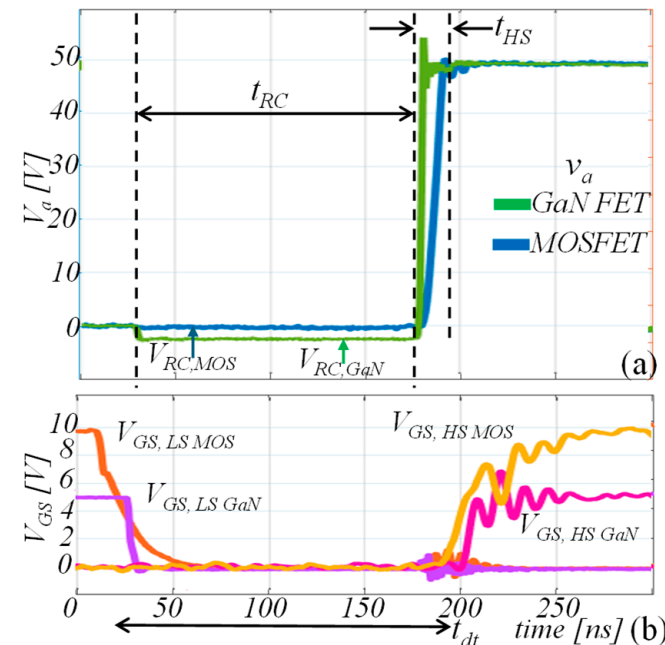 t_HS
50
t_RC
40
30
V_a [V]
v_a
GaN FET
20
MOSFET
10
0
V_RC,MOS
V_RC,GaN
(a)
10
V_GS, LS MOS
V_GS, HS MOS
8
6
V_GS, LS GaN
V_GS [V]
4
V_GS, HS GaN
2
0
0 50 100 150 200 250
t_dt time [ns] (b)